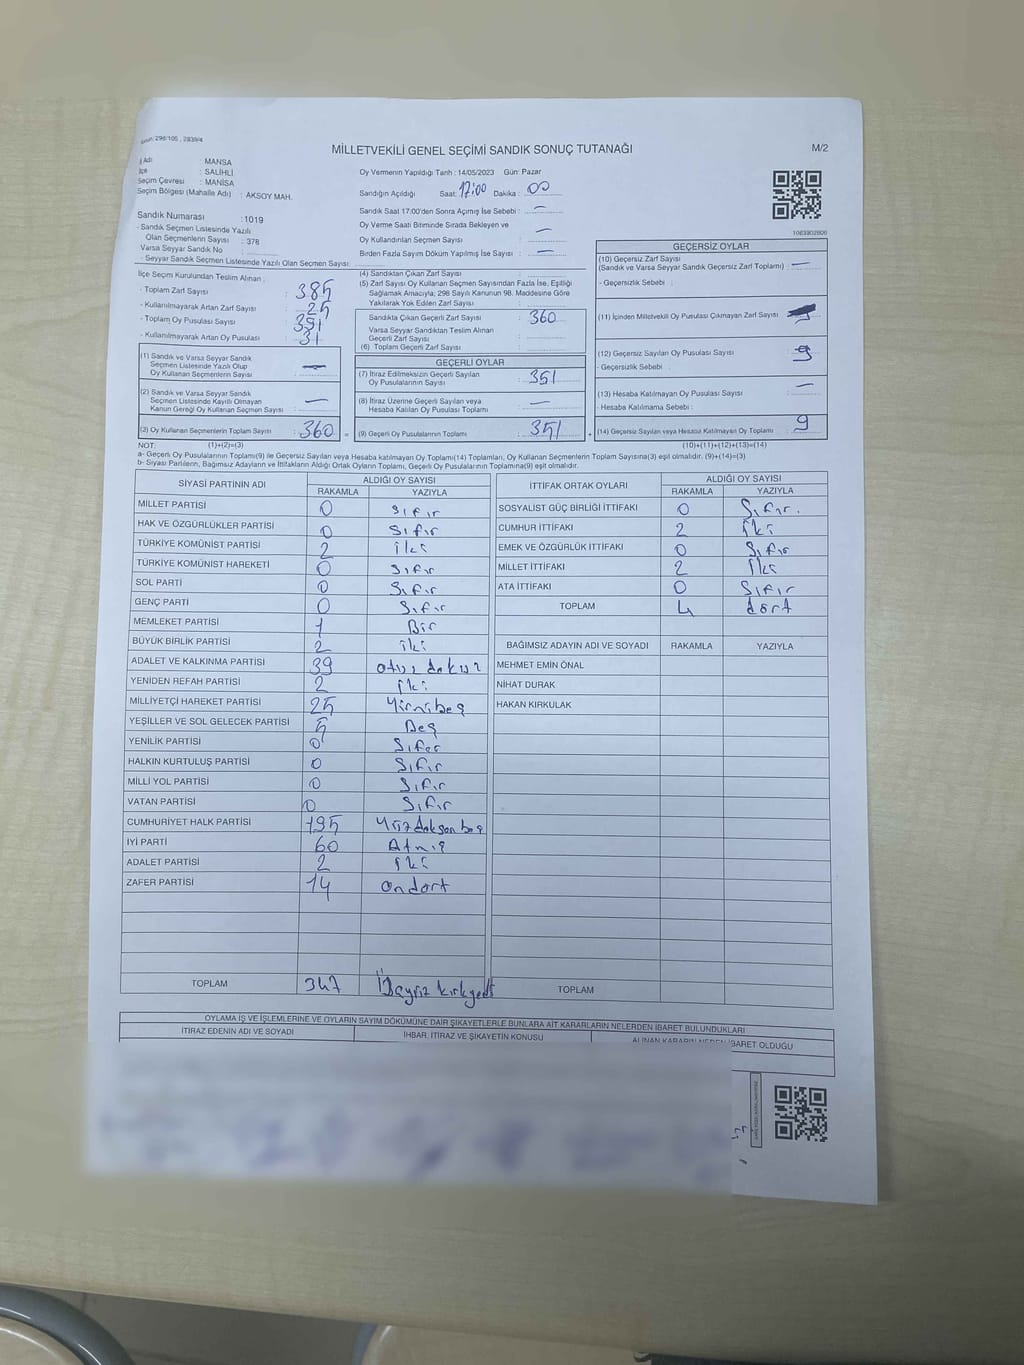 MİLLETVEKİLİ GENEL SEÇİMİ SANDIK SONUÇ TUTANAĞI
M/2
İl Adı : MANİSA
İlçe : SALİHLİ
Seçim Çevresi : MANİSA
Seçim Bölgesi (Mahalle Adı) : AKSOY MAH.
Sandık Numarası :1019
- Sandık Seçmen Listesinde Yazılı
Olan Seçmenlerin Sayısı : 378
Varsa Seyyar Sandık No :
- Seyyar Sandık Seçmen Listesinde Yazılı Olan Seçmen Sayısı:
Oy Vermenin Yapıldığı Tarih : 14/05/2023 Gün: Pazar
Sandığın Açıldığı Saat: 17:00 Dakika: 00
Sandık Saat 17:00'den Sonra Açılmış İse Sebebi : —
Oy Verme Saati Bitiminde Sırada Bekleyen ve
Oy Kullandırılan Seçmen Sayısı —
Birden Fazla Sayım Döküm Yapılmış İse Sayısı : —
1063902606
İlçe Seçim Kurulundan Teslim Alınan :
- Toplam Zarf Sayısı : 385
- Kullanılmayarak Artan Zarf Sayısı : 25
- Toplam Oy Pusulası Sayısı : 391
- Kullanılmayarak Artan Oy Pusulası : 31
(1) Sandık ve Varsa Seyyar Sandık
Seçmen Listesinde Yazılı Olup
Oy Kullanan Seçmenlerin Sayısı : —
(2) Sandık ve Varsa Seyyar Sandık
Seçmen Listesinde Kayıtlı Olmayan
Kanun Gereği Oy Kullanan Seçmen Sayısı : —
(3) Oy Kullanan Seçmenlerin Toplam Sayısı : 360
(4) Sandıktan Çıkan Zarf Sayısı :
(5) Zarf Sayısı Oy Kullanan Seçmen Sayısından Fazla İse, Eşitliği
Sağlamak Amacıyla; 298 Sayılı Kanunun 98. Maddesine Göre
Yakılarak Yok Edilen Zarf Sayısı :
Sandıkta Çıkan Geçerli Zarf Sayısı : 360
Varsa Seyyar Sandıktan Teslim Alınan
Geçerli Zarf Sayısı :
(6) Toplam Geçerli Zarf Sayısı :
GEÇERLİ OYLAR
(7) İtiraz Edilmeksizin Geçerli Sayılan
Oy Pusulalarının Sayısı : 351
(8) İtiraz Üzerine Geçerli Sayılan veya
Hesaba Katılan Oy Pusulası Toplamı : —
(9) Geçerli Oy Pusulalarının Toplamı : 351
GEÇERSİZ OYLAR
(10) Geçersiz Zarf Sayısı
(Sandık ve Varsa Seyyar Sandık Geçersiz Zarf Toplamı) : —
- Geçersizlik Sebebi :
(11) İçinden Milletvekili Oy Pusulası Çıkmayan Zarf Sayısı :
(12) Geçersiz Sayılan Oy Pusulası Sayısı : 9
- Geçersizlik Sebebi :
(13) Hesaba Katılmayan Oy Pusulası Sayısı : —
- Hesaba Katılmama Sebebi :
(14) Geçersiz Sayılan veya Hesaba Katılmayan Oy Toplamı : 9
NOT: (1)+(2)=(3) (10)+(11)+(12)+(13)=(14)
a- Geçerli Oy Pusulalarının Toplamı(9) ile Geçersiz Sayılan veya Hesaba katılmayan Oy Toplamı(14) Toplamları, Oy Kullanan Seçmenlerin Toplam Sayısına(3) eşit olmalıdır. (9)+(14)=(3)
b- Siyasi Partilerin, Bağımsız Adayların ve İttifakların Aldığı Ortak Oyların Toplamı, Geçerli Oy Pusulalarının Toplamına(9) eşit olmalıdır.
SİYASİ PARTİNİN ADI ALDIĞI OY SAYISI
RAKAMLA YAZIYLA
MİLLET PARTİSİ 0 Sıfır
HAK VE ÖZGÜRLÜKLER PARTİSİ 0 Sıfır
TÜRKİYE KOMÜNİST PARTİSİ 2 İki
TÜRKİYE KOMÜNİST HAREKETİ 0 Sıfır
SOL PARTİ 0 Sıfır
GENÇ PARTİ 0 Sıfır
MEMLEKET PARTİSİ 1 Bir
BÜYÜK BİRLİK PARTİSİ 2 iki
ADALET VE KALKINMA PARTİSİ 39 otuz dokuz
YENİDEN REFAH PARTİSİ 2 iki
MİLLİYETÇİ HAREKET PARTİSİ 25 Yirmibeş
YEŞİLLER VE SOL GELECEK PARTİSİ 5 Beş
YENİLİK PARTİSİ 0 Sıfır
HALKIN KURTULUŞ PARTİSİ 0 Sıfır
MİLLİ YOL PARTİSİ 0 Sıfır
VATAN PARTİSİ 0 Sıfır
CUMHURİYET HALK PARTİSİ 195 Yüzdoksan beş
İYİ PARTİ 60 Atmış
ADALET PARTİSİ 2 iki
ZAFER PARTİSİ 14 ondört
TOPLAM 347 Üçyüz kırkyedi
İTTİFAK ORTAK OYLARI ALDIĞI OY SAYISI
RAKAMLA YAZIYLA
SOSYALİST GÜÇ BİRLİĞİ İTTİFAKI 0 Sıfır.
CUMHUR İTTİFAKI 2 iki
EMEK VE ÖZGÜRLÜK İTTİFAKI 0 Sıfır
MİLLET İTTİFAKI 2 İki
ATA İTTİFAKI 0 Sıfır
TOPLAM 4 dört
BAĞIMSIZ ADAYIN ADI VE SOYADI RAKAMLA YAZIYLA
MEHMET EMİN ÖNAL
NİHAT DURAK
HAKAN KIRKULAK
TOPLAM
OYLAMA İŞ VE İŞLEMLERİNE VE OYLARIN SAYIM DÖKÜMÜNE DAİR ŞİKAYETLERLE BUNLARA AİT KARARLARIN NELERDEN İBARET BULUNDUKLARI
İTİRAZ EDENİN ADI VE SOYADI İHBAR, İTİRAZ VE ŞİKAYETİN KONUSU ALINAN KARARIN NEDEN İBARET OLDUĞU